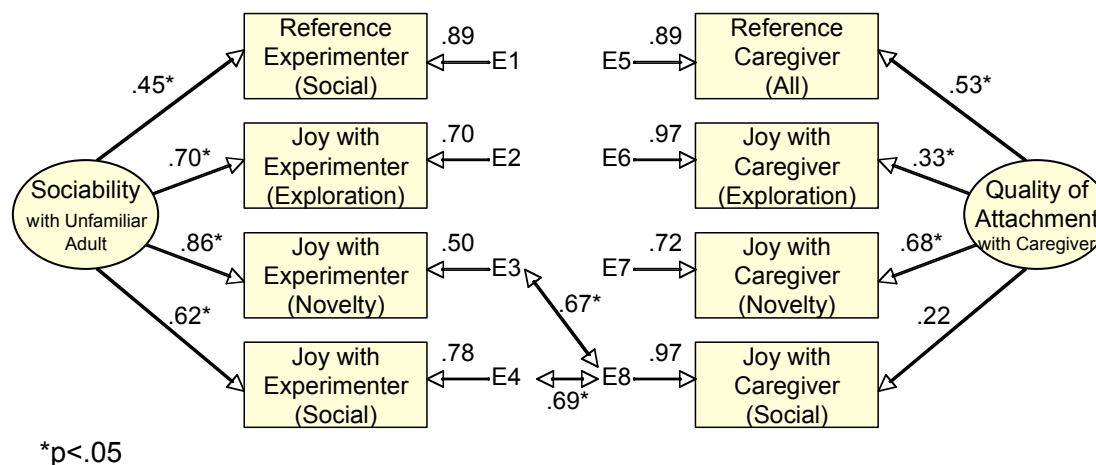 Reference
Experimenter
(Social)
.89
E1
E5
.89
Reference
Caregiver
(All)
.45*
.53*
Joy with
Experimenter
(Exploration)
.70
E2
E6
.97
Joy with
Caregiver
(Exploration)
.70*
.33*
Sociability
with Unfamiliar
Adult
Quality of
Attachment
with Caregiver
.86*
.68*
Joy with
Experimenter
(Novelty)
.50
E3
E7
.72
Joy with
Caregiver
(Novelty)
.67*
.62*
.22
Joy with
Experimenter
(Social)
.78
E4
E8
.97
Joy with
Caregiver
(Social)
.69*
*p<.05